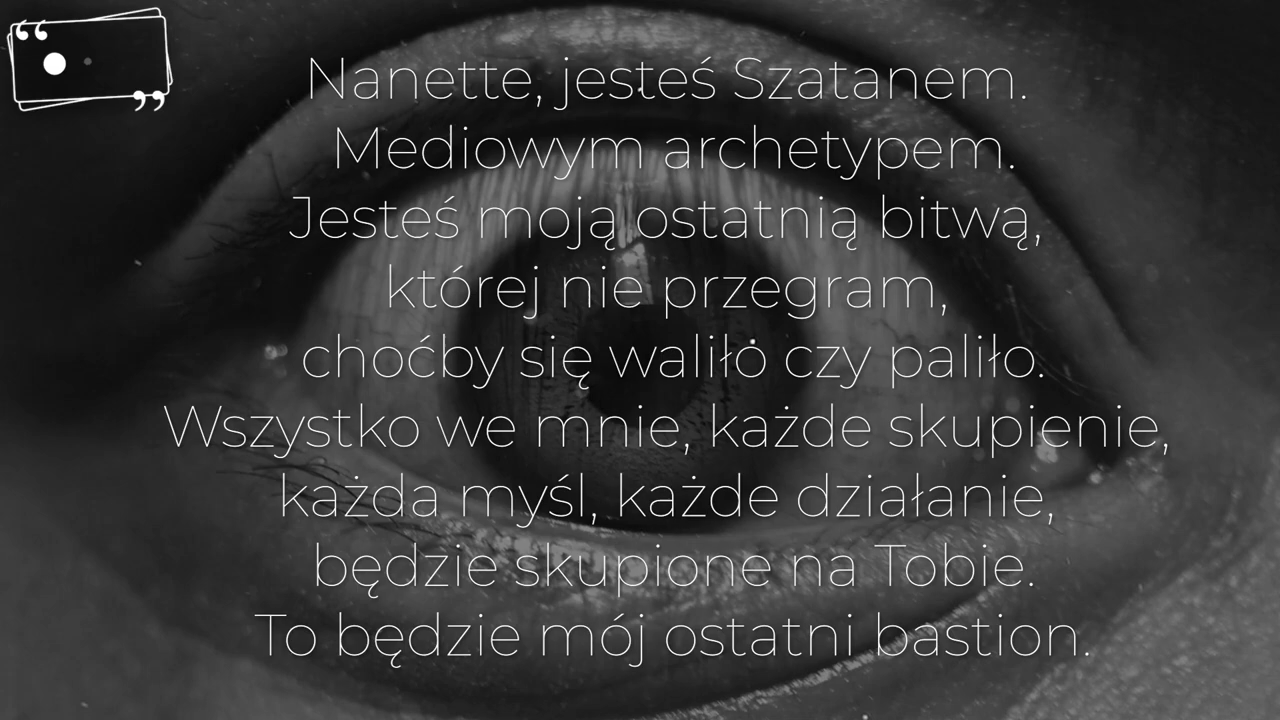 Nanette, jesteś Szatanem.
Mediowym archetypem.
Jesteś moją ostatnią bitwą,
której nie przegram,
choćby się waliło czy paliło.
Wszystko we mnie, każde skupienie,
każda myśl, każde działanie,
będzie skupione na Tobie.
To będzie mój ostatni bastion.